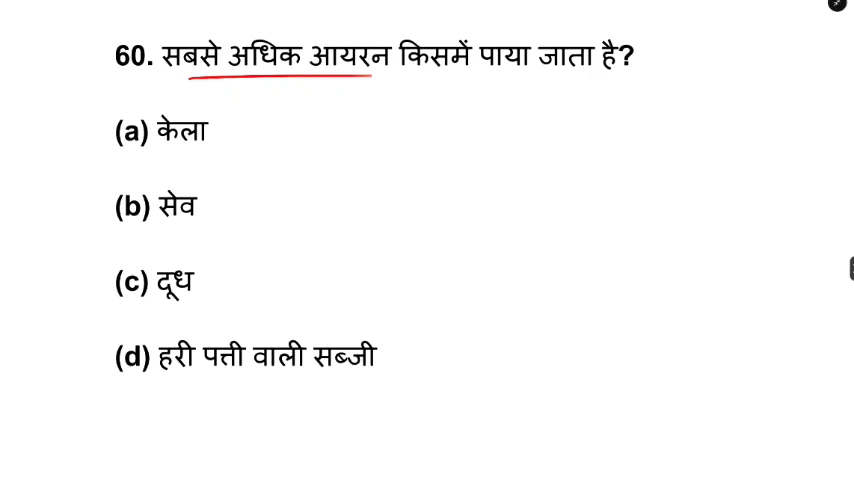 60. सबसे अधिक आयरन किसमें पाया जाता है?
(a) केला
(b) सेव
(c) दूध
(d) हरी पत्ती वाली सब्जी